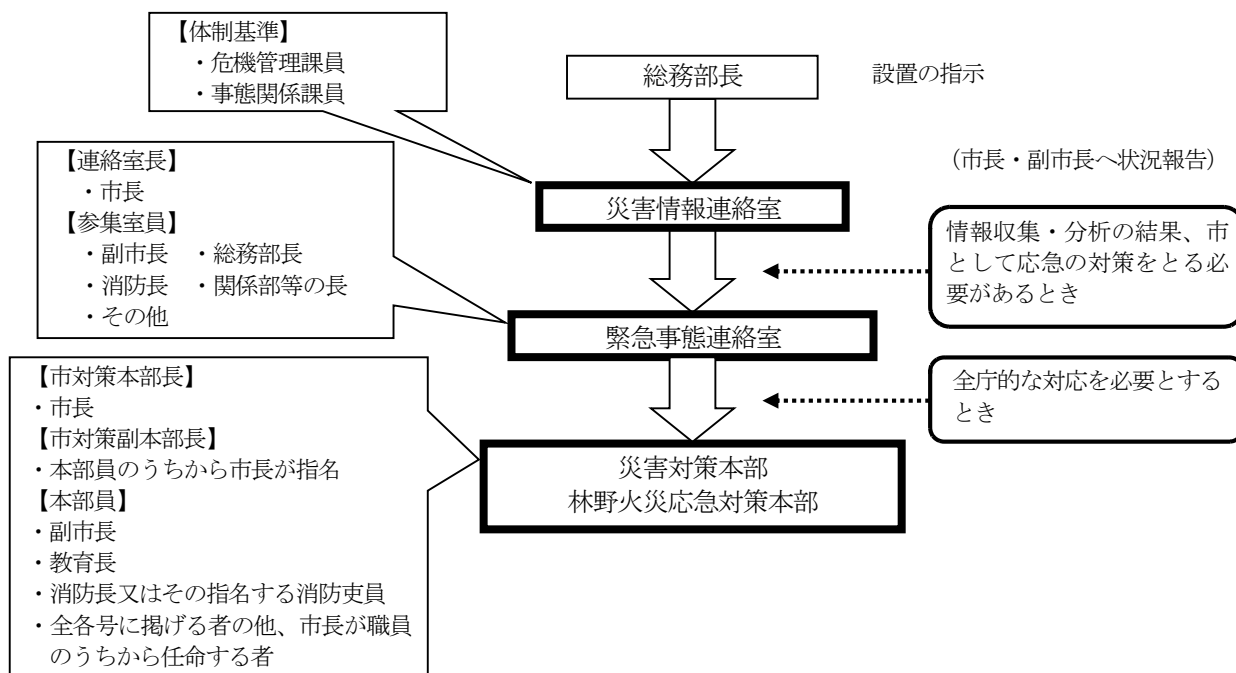 【体制基準】
・危機管理課員
・事態関係課員
総務部長
設置の指示
【連絡室長】
・市長
【参集室員】
・副市長　・総務部長
・消防長　・関係部等の長
・その他
（市長・副市長へ状況報告）
災害情報連絡室
情報収集・分析の結果、市
として応急の対策をとる必
要があるとき
緊急事態連絡室
全庁的な対応を必要とする
とき
【市対策本部長】
・市長
【市対策副本部長】
・本部員のうちから市長が指名
【本部員】
・副市長
・教育長
・消防長又はその指名する消防吏員
・全各号に掲げる者の他、市長が職員
のうちから任命する者
災害対策本部
林野火災応急対策本部